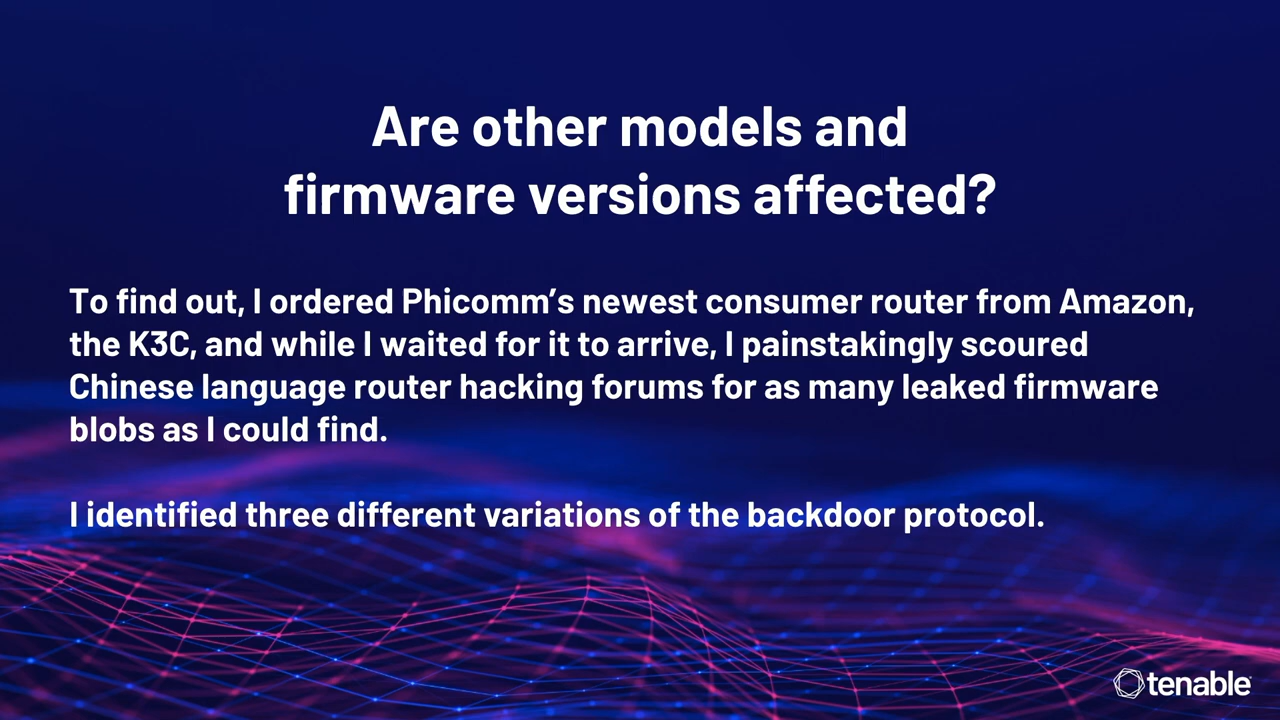 Are other models and
firmware versions affected?
To find out, I ordered Phicomm’s newest consumer router from Amazon,
the K3C, and while I waited for it to arrive, I painstakingly scoured
Chinese language router hacking forums for as many leaked firmware
blobs as I could find.
I identified three different variations of the backdoor protocol.
tenable